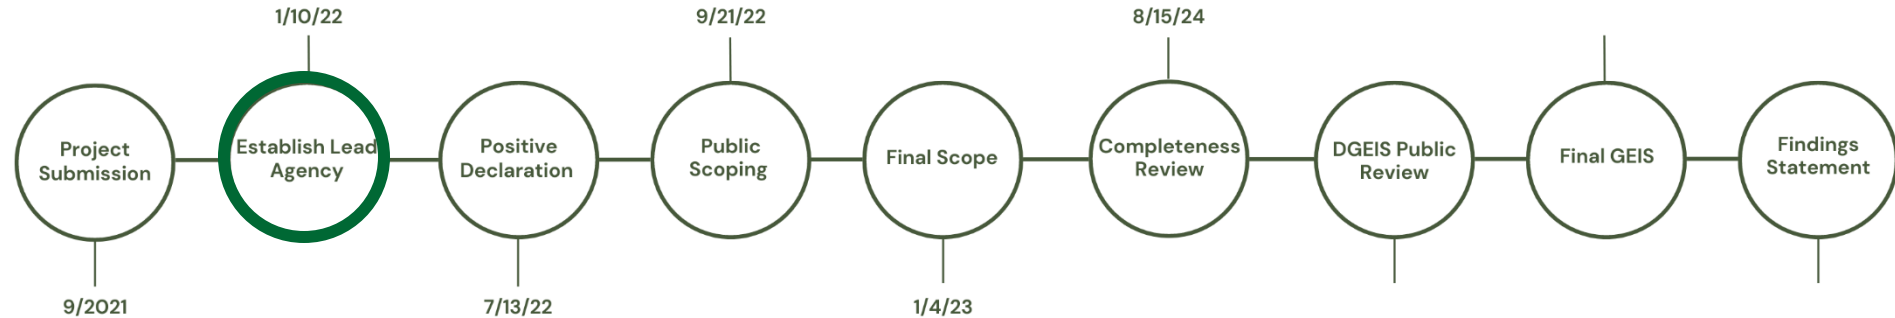 1/10/22
9/21/22
8/15/24
Project
Submission
Establish Lead
Agency
Positive
Declaration
Public
Scoping
Final Scope
Completeness
Review
DGEIS Public
Review
Final GEIS
Findings
Statement
9/2021
7/13/22
1/4/23